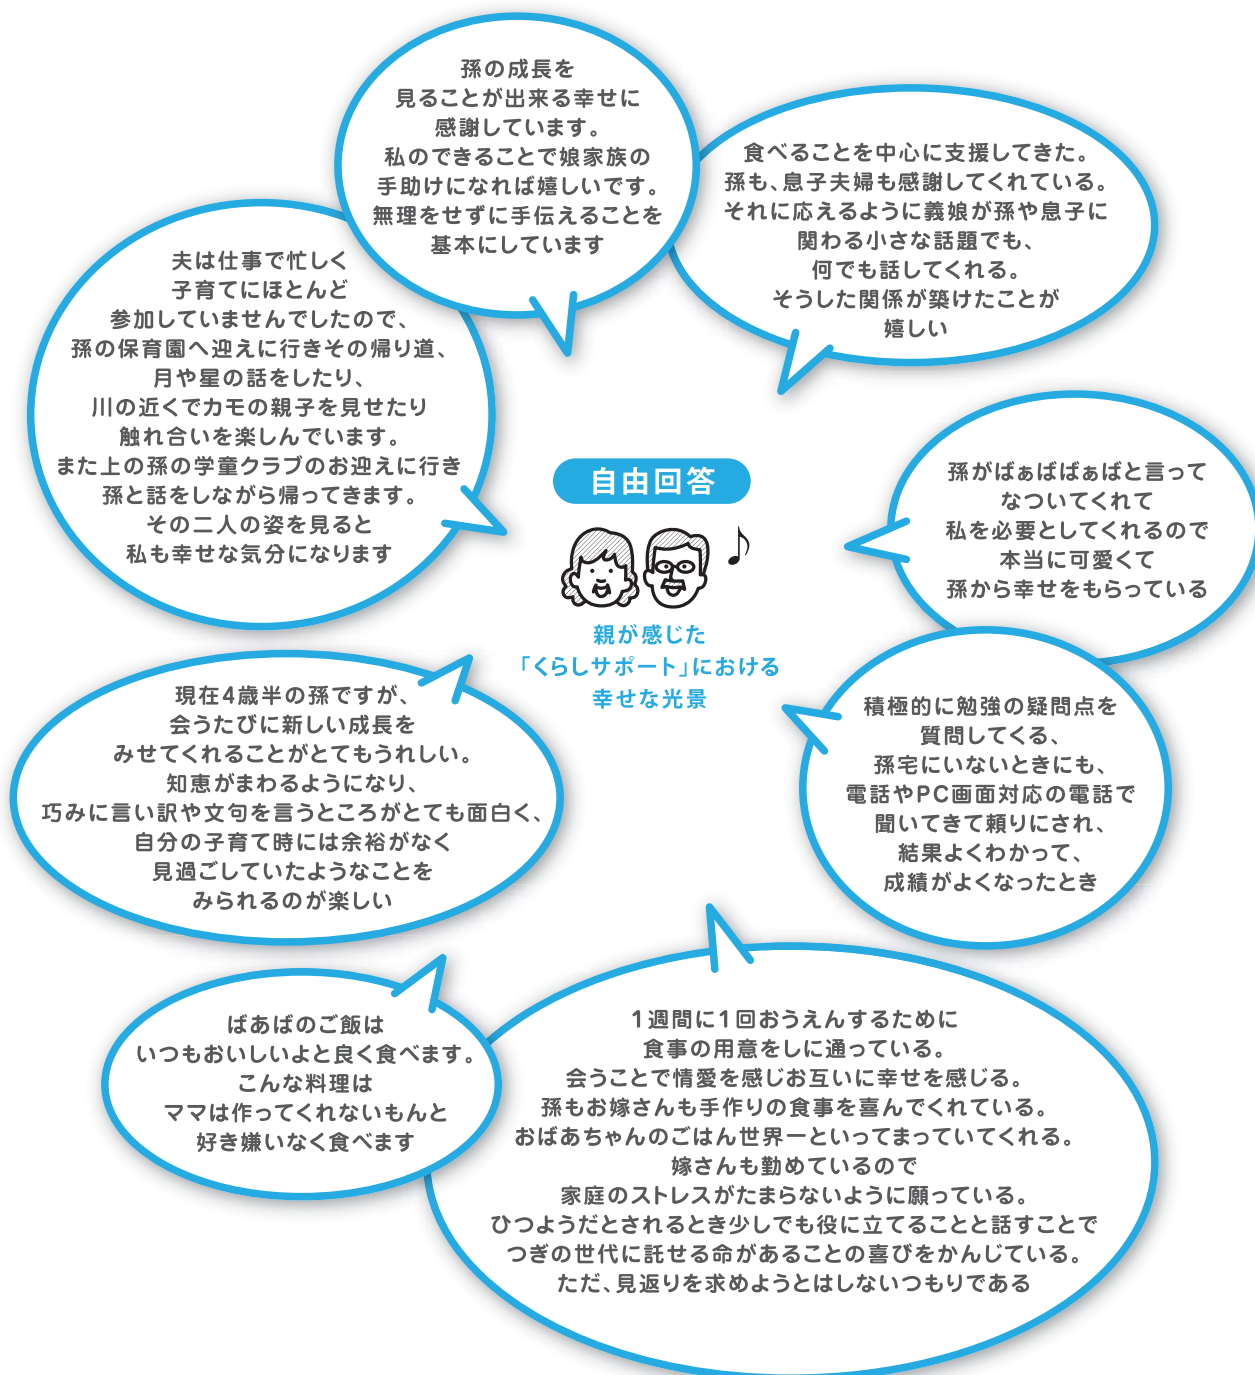 孫の成長を
見ることが出来る幸せに
感謝しています。
私のできることで娘家族の
手助けになれば嬉しいです。
無理をせずに手伝えることを
基本にしています
食べることを中心に支援してきた。
孫も、息子夫婦も感謝してくれている。
それに応えるように義娘が孫や息子に
関わる小さな話題でも、
何でも話してくれる。
そうした関係が築けたことが
嬉しい
夫は仕事で忙しく
子育てにほとんど
参加していませんでしたので、
孫の保育園へ迎えに行きその帰り道、
月や星の話をしたり、
川の近くでカモの親子を見せたり
触れ合いを楽しんでいます。
また上の孫の学童クラブのお迎えに行き
孫と話をしながら帰ってきます。
その二人の姿を見ると
私も幸せな気分になります
自由回答
親が感じた
「くらしサポート」における
幸せな光景
孫がばぁばばぁばと言って
なついてくれて
私を必要としてくれるので
本当に可愛くて
孫から幸せをもらっている
現在4歳半の孫ですが、
会うたびに新しい成長を
みせてくれることがとてもうれしい。
知恵がまわるようになり、
巧みに言い訳や文句を言うところがとても面白く、
自分の子育て時には余裕がなく
見過ごしていたようなことを
みられるのが楽しい
積極的に勉強の疑問点を
質問してくる、
孫宅にいないときにも、
電話やPC画面対応の電話で
聞いてきて頼りにされ、
結果よくわかって、
成績がよくなったとき
ばあばのご飯は
いつもおいしいよと良く食べます。
こんな料理は
ママは作ってくれないもんと
好き嫌いなく食べます
1週間に1回おうえんするために
食事の用意をしに通っている。
会うことで情愛を感じお互いに幸せを感じる。
孫もお嫁さんも手作りの食事を喜んでくれている。
おばあちゃんのごはん世界一といってまっていてくれる。
嫁さんも勤めているので
家庭のストレスがたまらないように願っている。
ひつようだとされるとき少しでも役に立てることと話すことで
つぎの世代に託せる命があることの喜びをかんじている。
ただ、見返りを求めようとはしないつもりである